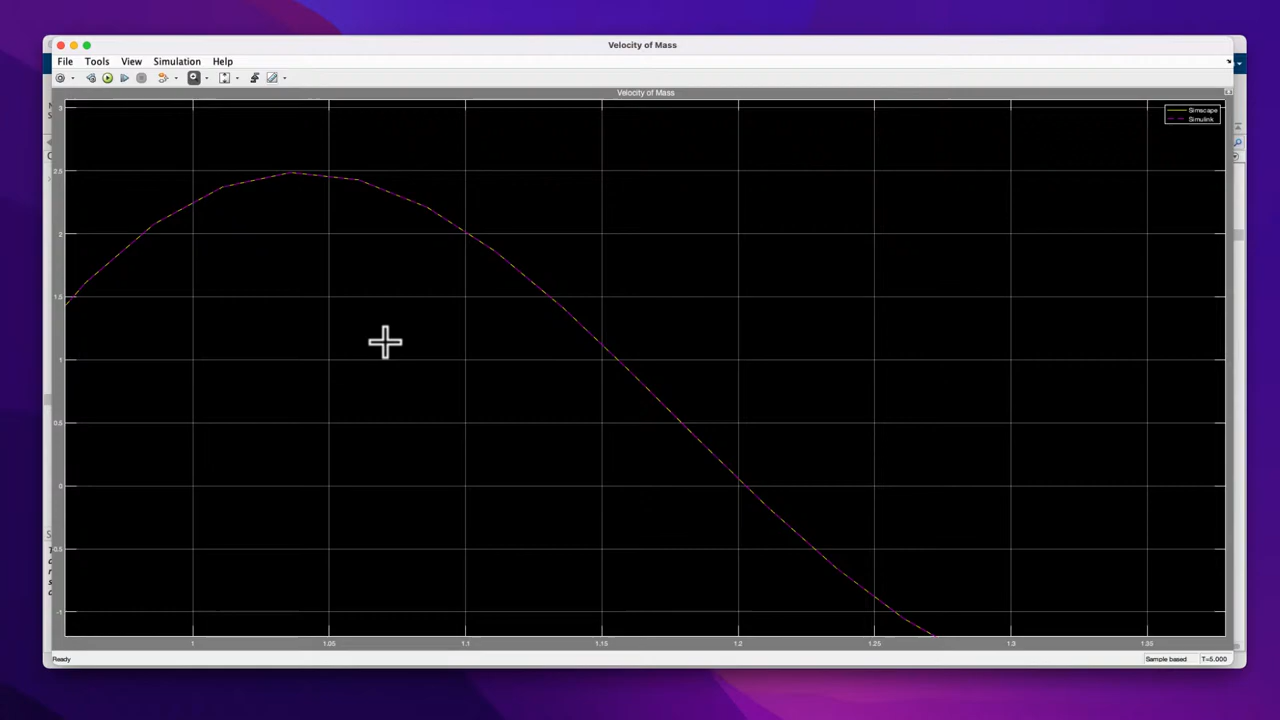 Velocity of Mass
File Tools View Simulation Help
Velocity of Mass
Simscape
Simulink
3
2.5
2
1.5
1
0.5
0
-0.5
-1
1 1.05 1.1 1.15 1.2 1.25 1.3 1.35
Ready Sample based T=5.000